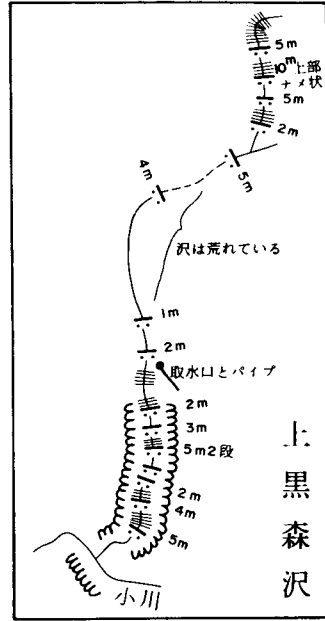 5m
10m上部
ナメ状
5m
2m
5m
4m
沢は荒れている
1m
2m
取水口とパイプ
2m
3m
5m2段
2m
4m
5m
小川
上黒森沢